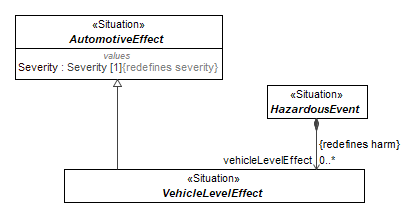 «Situation»
AutomotiveEffect
values
Severity : Severity [1]{redefines severity}
«Situation»
HazardousEvent
{redefines harm}
vehicleLevelEffect 0..*
«Situation»
VehicleLevelEffect